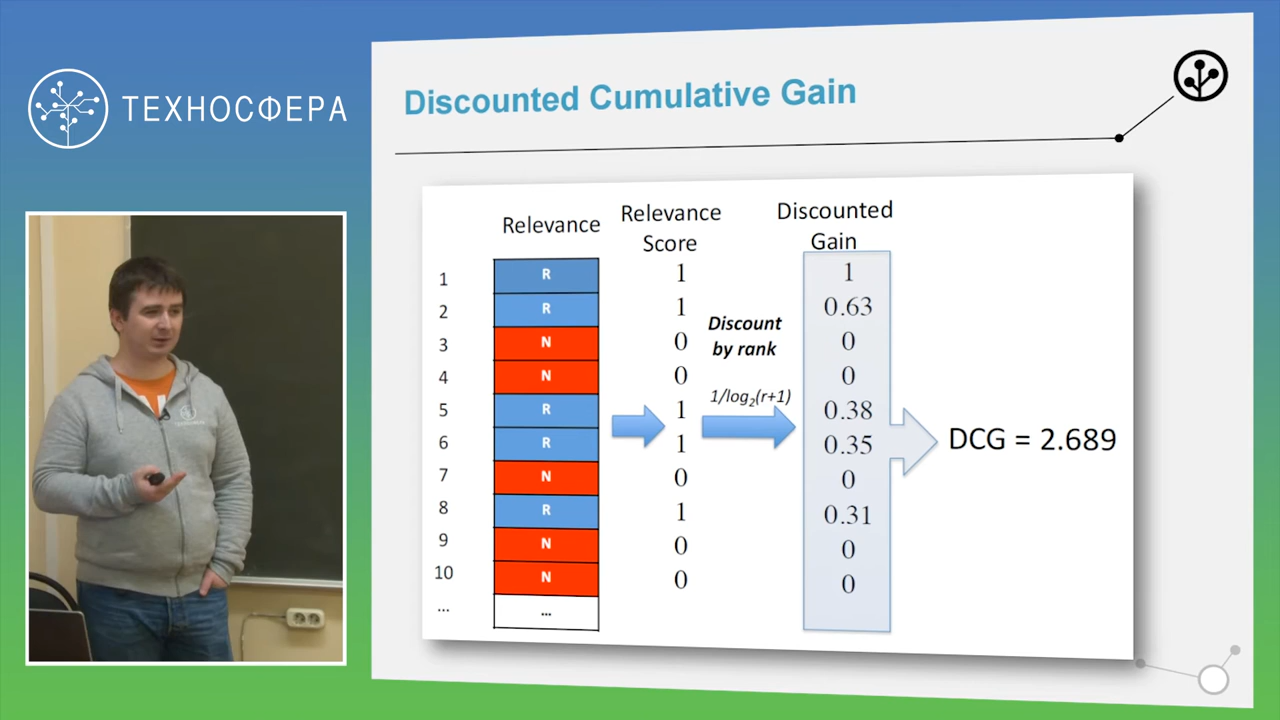 ТЕХНОСФЕРА
Discounted Cumulative Gain
Relevance
Relevance Score
Discounted Gain
1 R 1 1
2 R 1 0.63
3 N 0 0
4 N 0 0
5 R 1 0.38
6 R 1 0.35
7 N 0 0
8 R 1 0.31
9 N 0 0
10 N 0 0
... ...
Discount
by rank
1/log₂(r+1)
DCG = 2.689